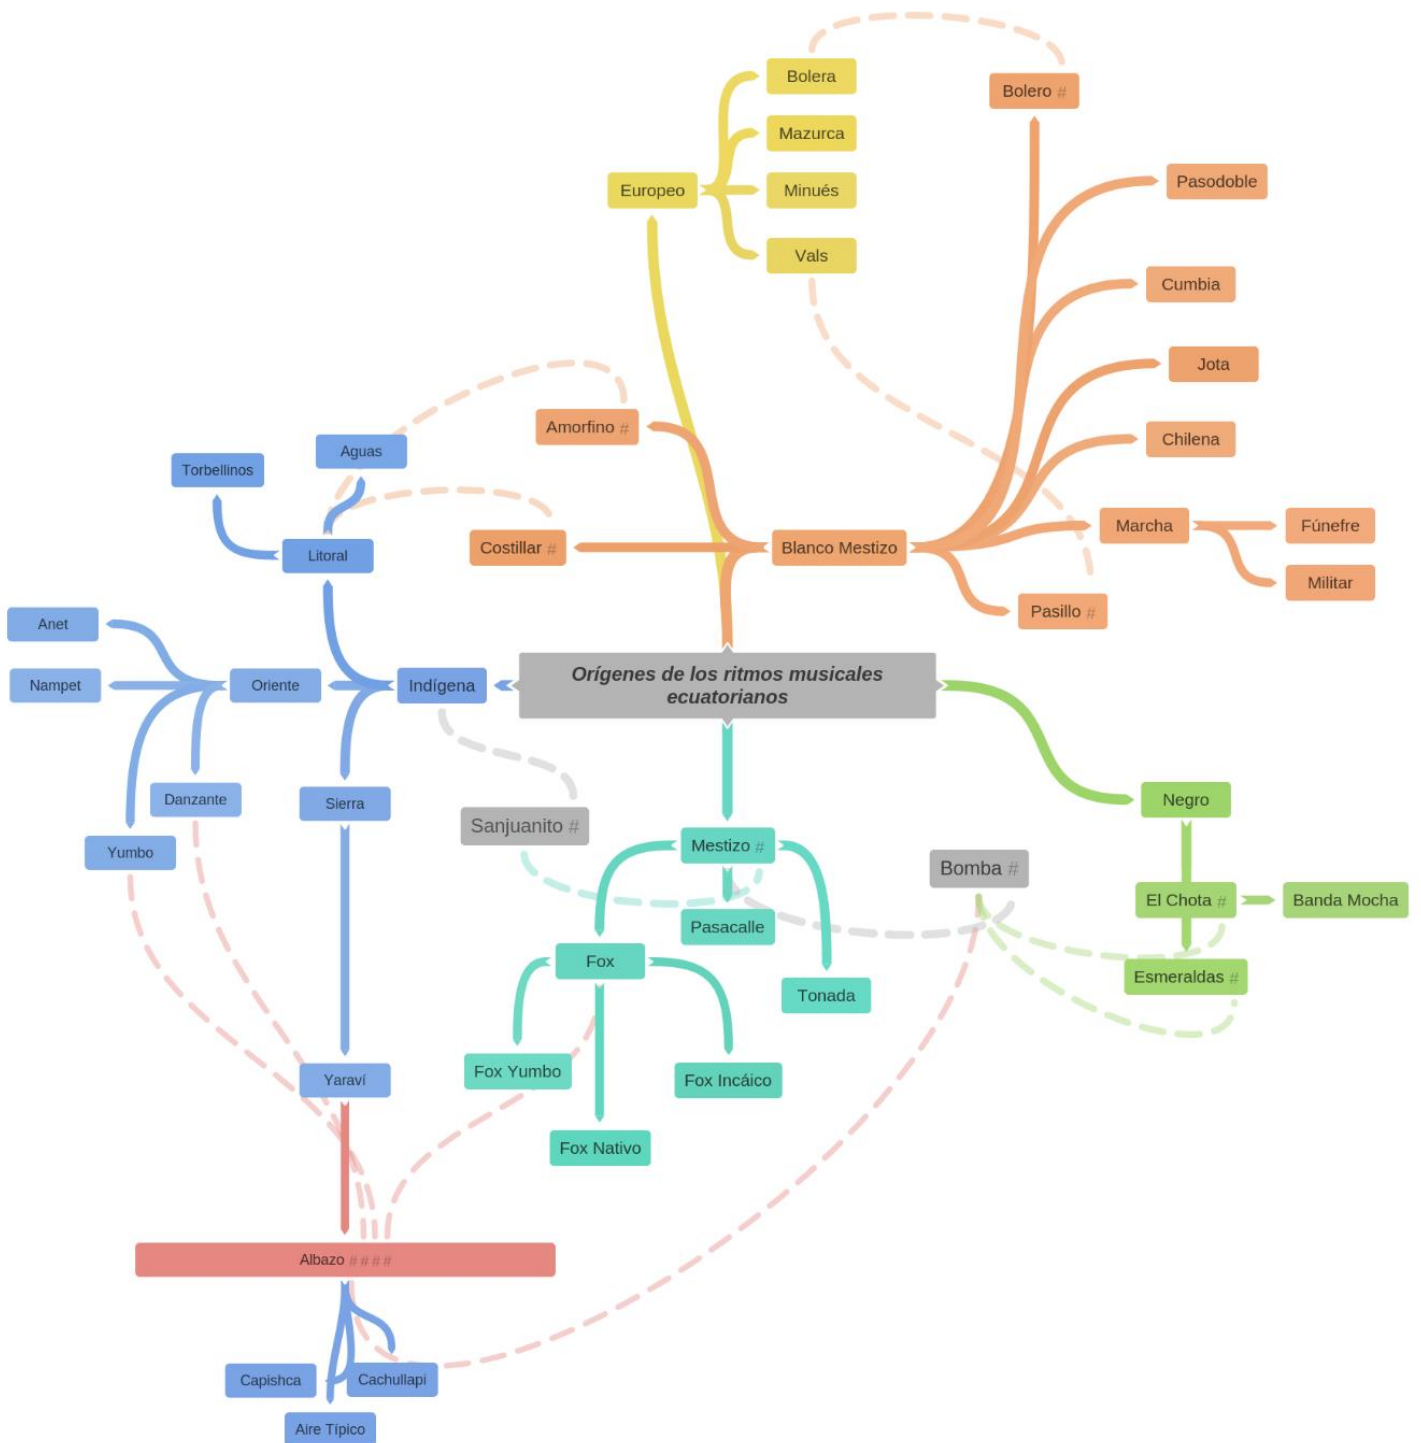 Bolera
Bolero #
Mazurca
Pasodoble
Europeo
Minués
Vals
Cumbia
Jota
Amorfino #
Chilena
Aguas
Torbellinos
Marcha
Fúnefre
Costillar #
Blanco Mestizo
Litoral
Militar
Pasillo #
Anet
Orígenes de los ritmos musicales
ecuatorianos
Nampet
Oriente
Indígena
Danzante
Sierra
Negro
Sanjuanito #
Mestizo #
Yumbo
Bomba #
El Chota #
Banda Mocha
Pasacalle
Fox
Esmeraldas #
Tonada
Fox Yumbo
Fox Incáico
Yaraví
Fox Nativo
Albazo ####
Capishca
Cachullapi
Aire Típico